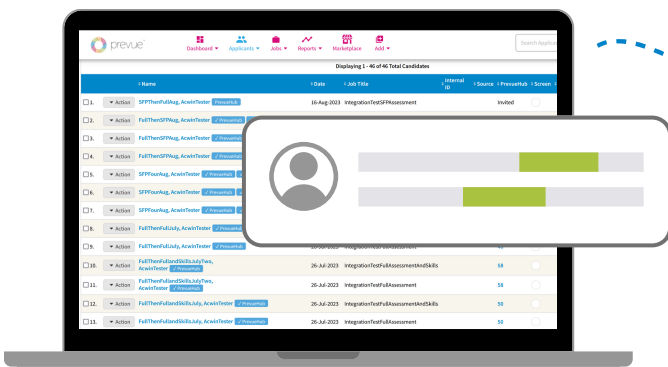 prevue
Dashboard Applicants Jobs Reports Marketplace Add
Search Applic
Displaying 1 - 46 of 46 Total Candidates
Name Date Job Title Internal ID Source PrevueHub Screen
1. Action SFPThenFullAug, AcwinTester PrevueHub 16-Aug-2023 IntegrationTestSFPAssessment Invited
2. Action FullThenSFPAug, AcwinTester ✓ PrevueHub
3. Action FullThenSFPAug, AcwinTester ✓ PrevueHub
4. Action FullThenSFPAug, AcwinTester ✓ PrevueHub
5. Action SFPFourAug, AcwinTester ✓ PrevueHub
6. Action SFPFourAug, AcwinTester ✓ PrevueHub
7. Action SFPFourAug, AcwinTester ✓ PrevueHub
8. Action FullThenFullJuly, AcwinTester ✓ PrevueHub
9. Action FullThenFullJuly, AcwinTester ✓ PrevueHub
10. Action FullThenFullandSkillsJulyTwo,
AcwinTester ✓ PrevueHub 26-Jul-2023 IntegrationTestFullAssessmentAndSkills 58
11. Action FullThenFullandSkillsJulyTwo,
AcwinTester ✓ PrevueHub 26-Jul-2023 IntegrationTestFullAssessment 58
12. Action FullThenFullandSkillsJuly, AcwinTester ✓ PrevueHub 26-Jul-2023 IntegrationTestFullAssessmentAndSkills 50
13. Action FullThenFullandSkillsJuly, AcwinTester ✓ PrevueHub 26-Jul-2023 IntegrationTestFullAssessment 50